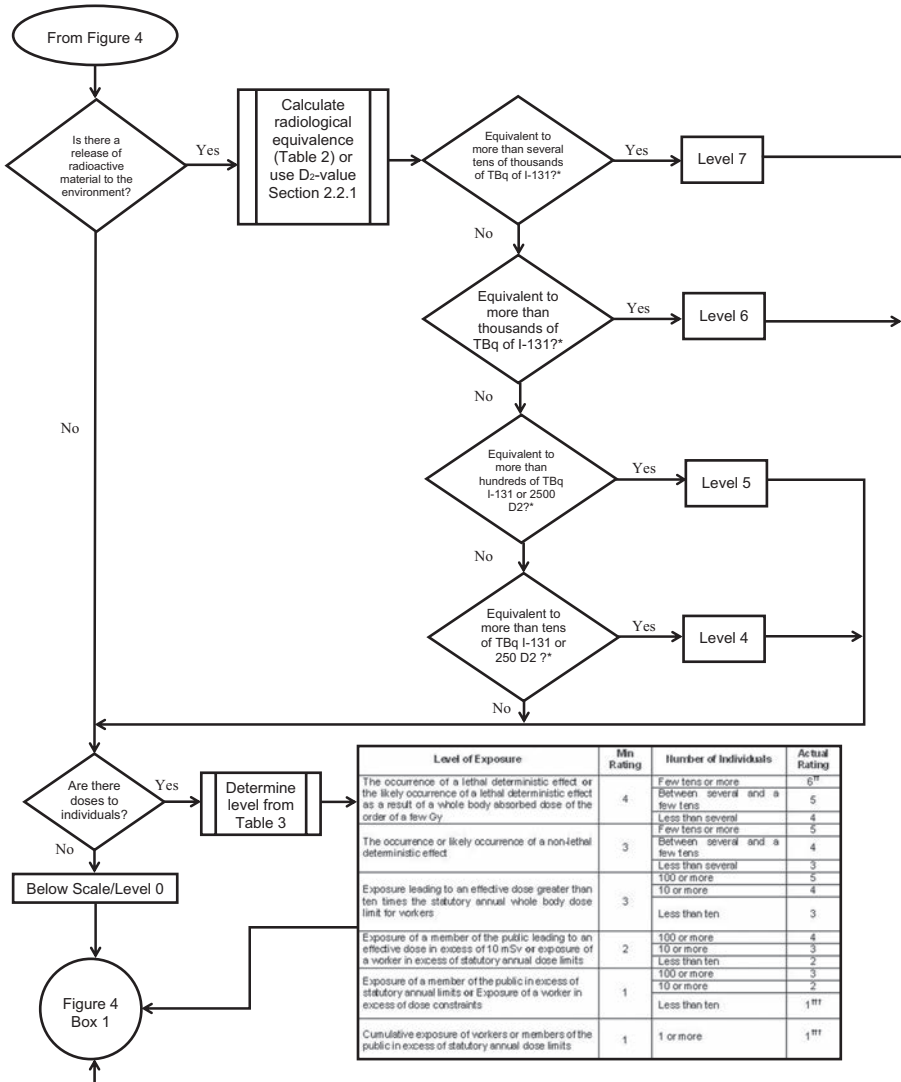 From Figure 4
Is there a
release of
radioactive
material to the
environment?
Yes
Calculate
radiological
equivalence
(Table 2) or
use D2-value
Section 2.2.1
Equivalent to
more than several
tens of thousands
of TBq of I-131?*
Yes
Level 7
No
Equivalent to
more than
thousands of
TBq of I-131?*
Yes
Level 6
No
No
Equivalent to
more than
hundreds of TBq
I-131 or 2500
D2?*
Yes
Level 5
No
Equivalent to
more than tens
of TBq I-131 or
250 D2 ?*
Yes
Level 4
No
Are there
doses to
individuals?
Yes
Determine
level from
Table 3
No
Below Scale/Level 0
Figure 4
Box 1
Level of Exposure Min Rating Number of Individuals Actual Rating
The occurrence of a lethal deterministic effect or
the likely occurrence of a lethal deterministic effect
as a result of a whole body absorbed dose of the
order of a few Gy
4
Few tens or more 6††
Between several and a
few tens 5
Less than several 4
The occurrence or likely occurrence of a non-lethal
deterministic effect
3
Few tens or more 5
Between several and a
few tens 4
Less than several 3
Exposure leading to an effective dose greater than
ten times the statutory annual whole body dose
limit for workers
3
100 or more 5
10 or more 4
Less than ten 3
Exposure of a member of the public leading to an
effective dose in excess of 10 mSv or exposure of
a worker in excess of statutory annual dose limits
2
100 or more 4
10 or more 3
Less than ten 2
Exposure of a member of the public in excess of
statutory annual limits or Exposure of a worker in
excess of dose constraints
1
100 or more 3
10 or more 2
Less than ten 1†††
Cumulative exposure of workers or members of the
public in excess of statutory annual dose limits
1
1 or more 1†††